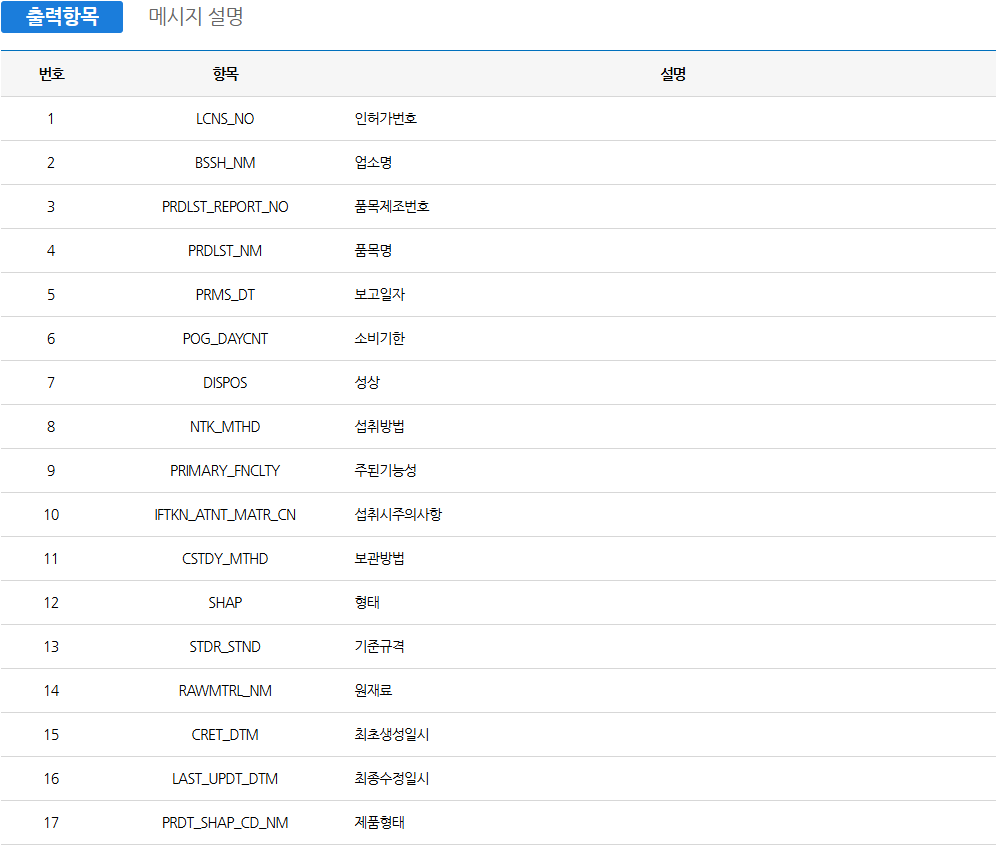 출력항목 메시지 설명
번호 항목 설명
1 LCNS_NO 인허가번호
2 BSSH_NM 업소명
3 PRDLST_REPORT_NO 품목제조번호
4 PRDLST_NM 품목명
5 PRMS_DT 보고일자
6 POG_DAYCNT 소비기한
7 DISPOS 성상
8 NTK_MTHD 섭취방법
9 PRIMARY_FNCLTY 주된기능성
10 IFTKN_ATNT_MATR_CN 섭취시주의사항
11 CSTDY_MTHD 보관방법
12 SHAP 형태
13 STDR_STND 기준규격
14 RAWMTRL_NM 원재료
15 CRET_DTM 최초생성일시
16 LAST_UPDT_DTM 최종수정일시
17 PRDT_SHAP_CD_NM 제품형태